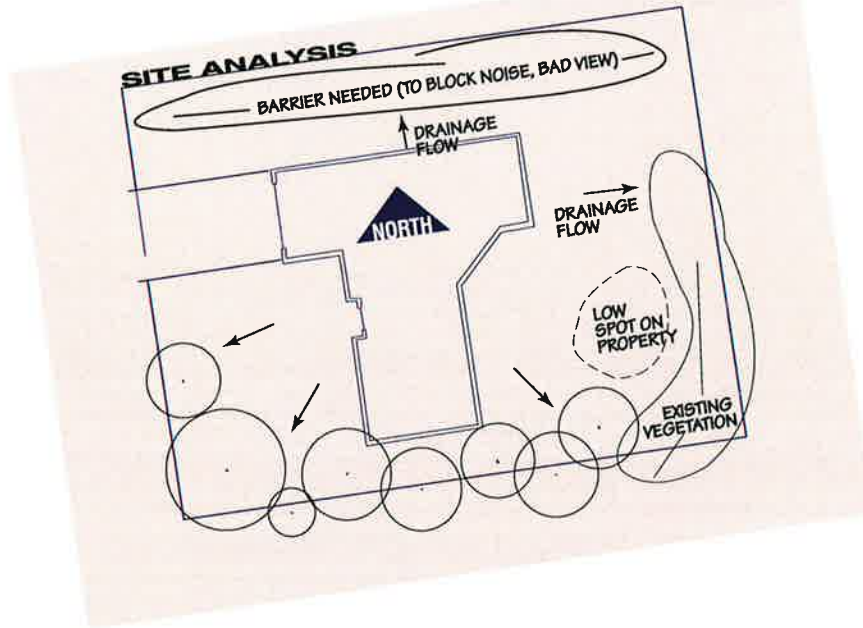 SITE ANALYSIS
BARRIER NEEDED (TO BLOCK NOISE, BAD VIEW)
DRAINAGE
FLOW
NORTH
DRAINAGE
FLOW
LOW
SPOT ON
PROPERTY
EXISTING
VEGETATION